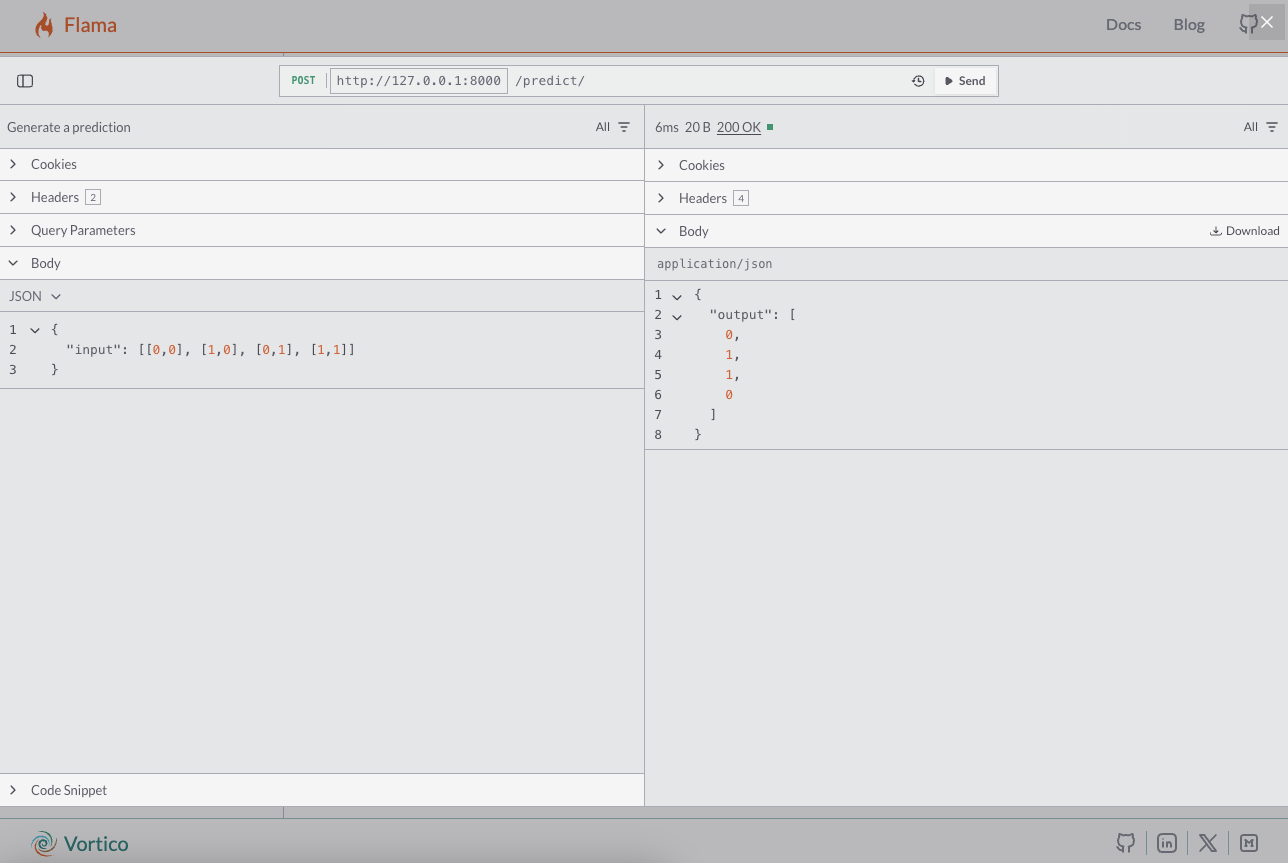 Flama
Docs
Blog
POST http://127.0.0.1:8000 /predict/
Send
Generate a prediction
All
Cookies
Headers 2
Query Parameters
Body
JSON
1 {
2 "input": [[0,0], [1,0], [0,1], [1,1]]
3 }
Code Snippet
6ms 20 B 200 OK
All
Cookies
Headers 4
Body
Download
application/json
1 {
2 "output": [
3 0,
4 1,
5 1,
6 0
7 ]
8 }
Vortico